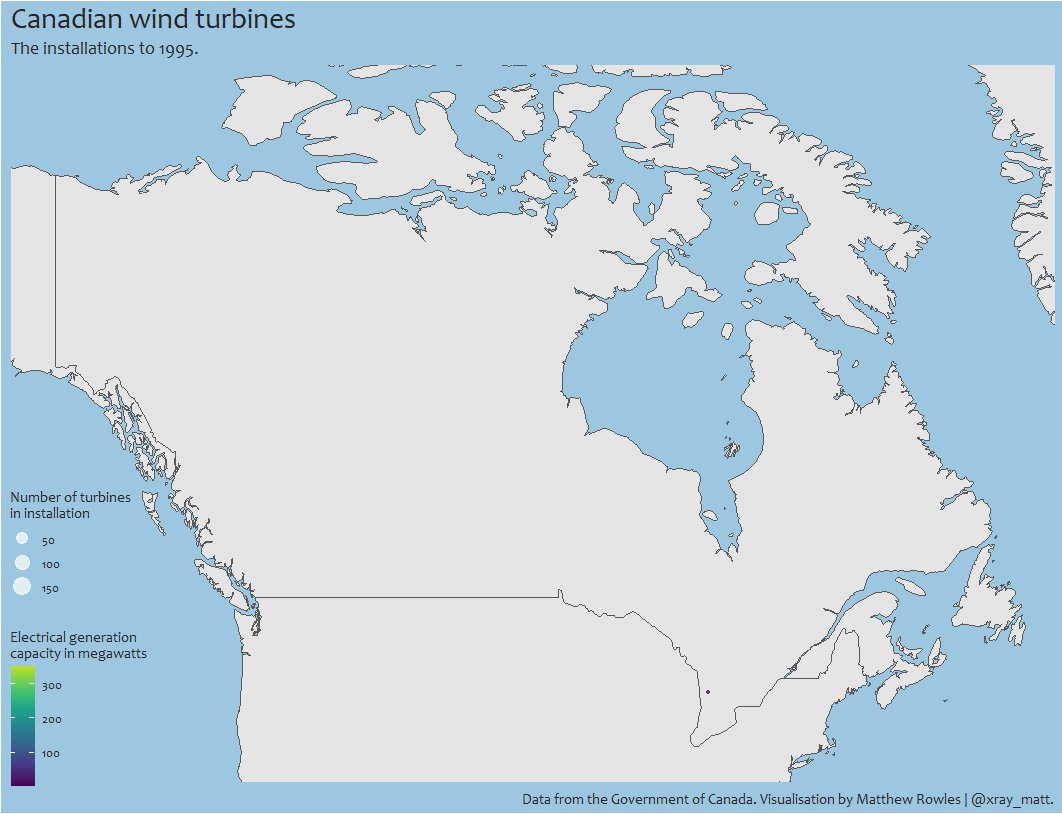 Canadian wind turbines
The installations to 1995.
Number of turbines
in installation
50
100
150
Electrical generation
capacity in megawatts
300
200
100
Data from the Government of Canada. Visualisation by Matthew Rowles | @xray_matt.